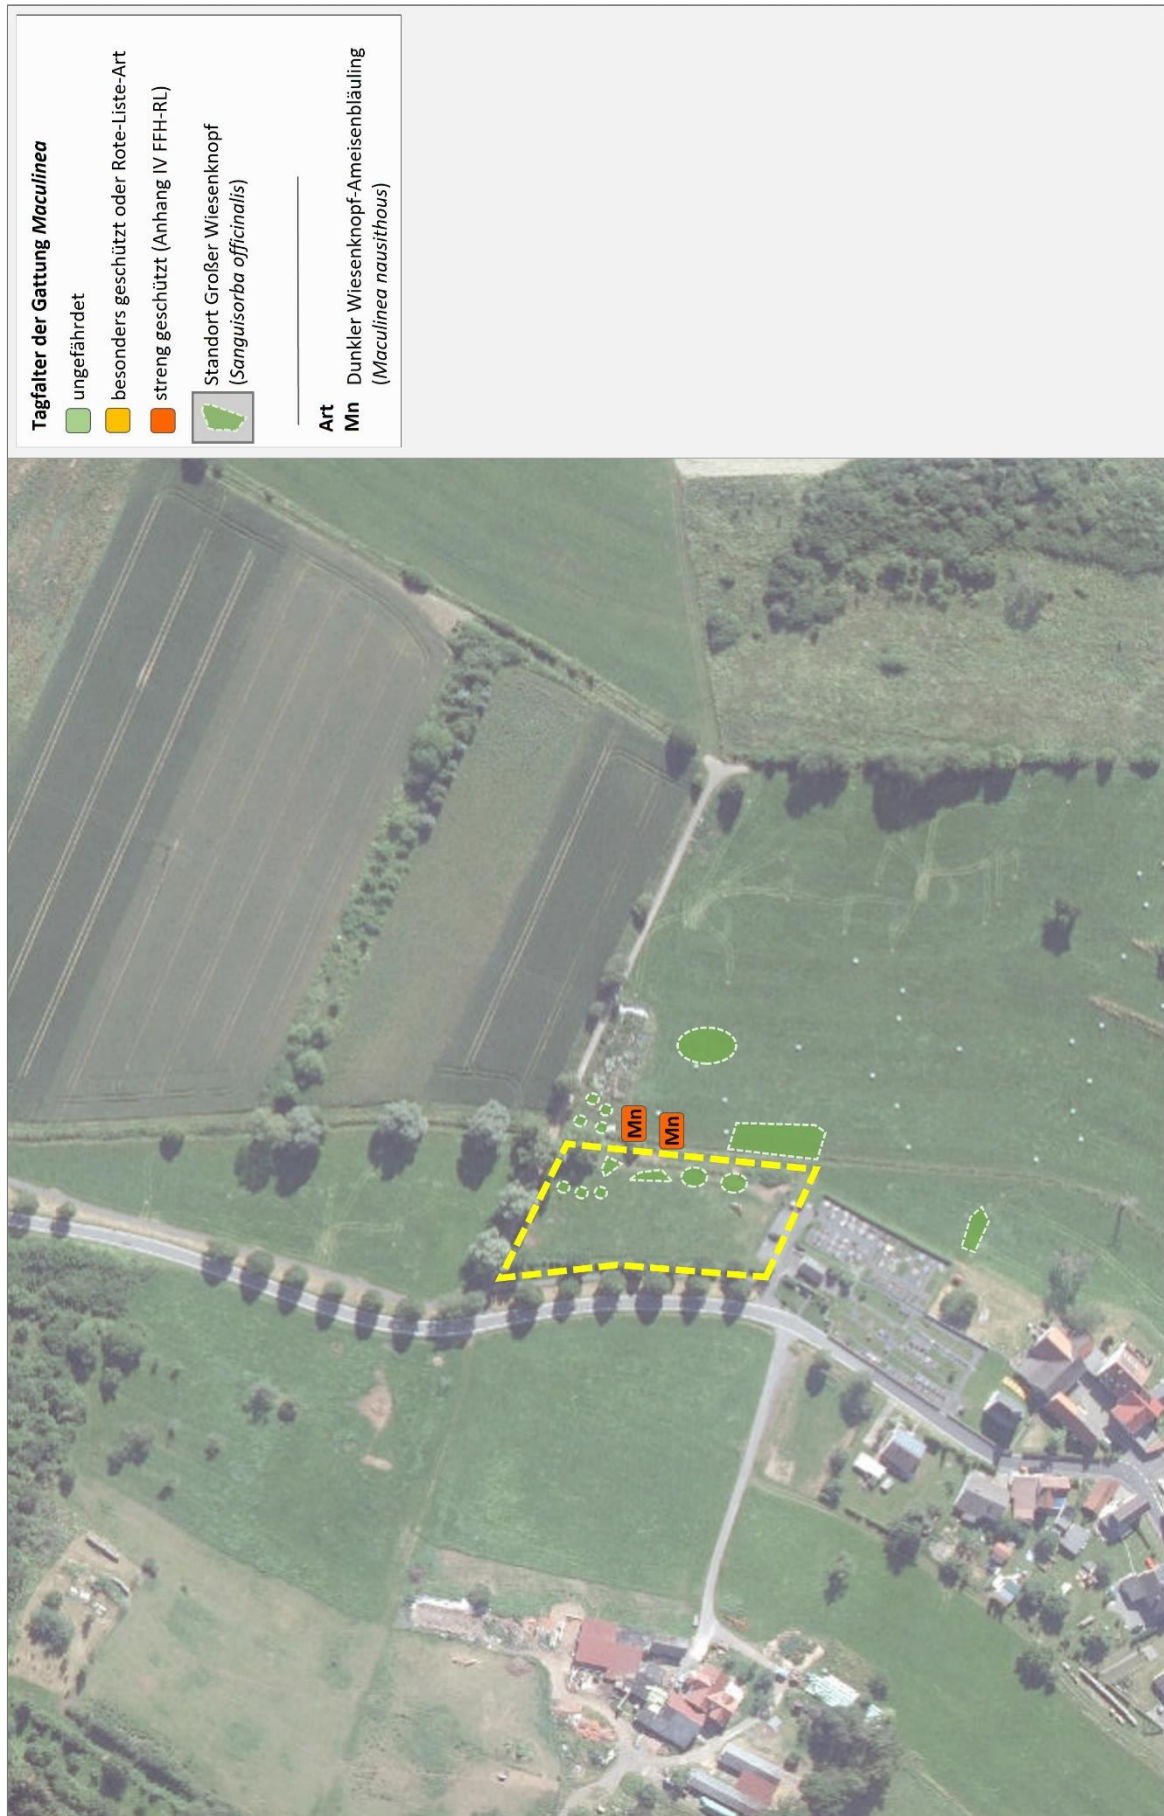 Tagfalter der Gattung Maculinea
ungefährdet
besonders geschützt oder Rote-Liste-Art
streng geschützt (Anhang IV FFH-RL)
Standort Großer Wiesenknopf
(Sanguisorba officinalis)
Art
Mn Dunkler Wiesenknopf-Ameisenbläuling
(Maculinea nausithous)
Mn
Mn